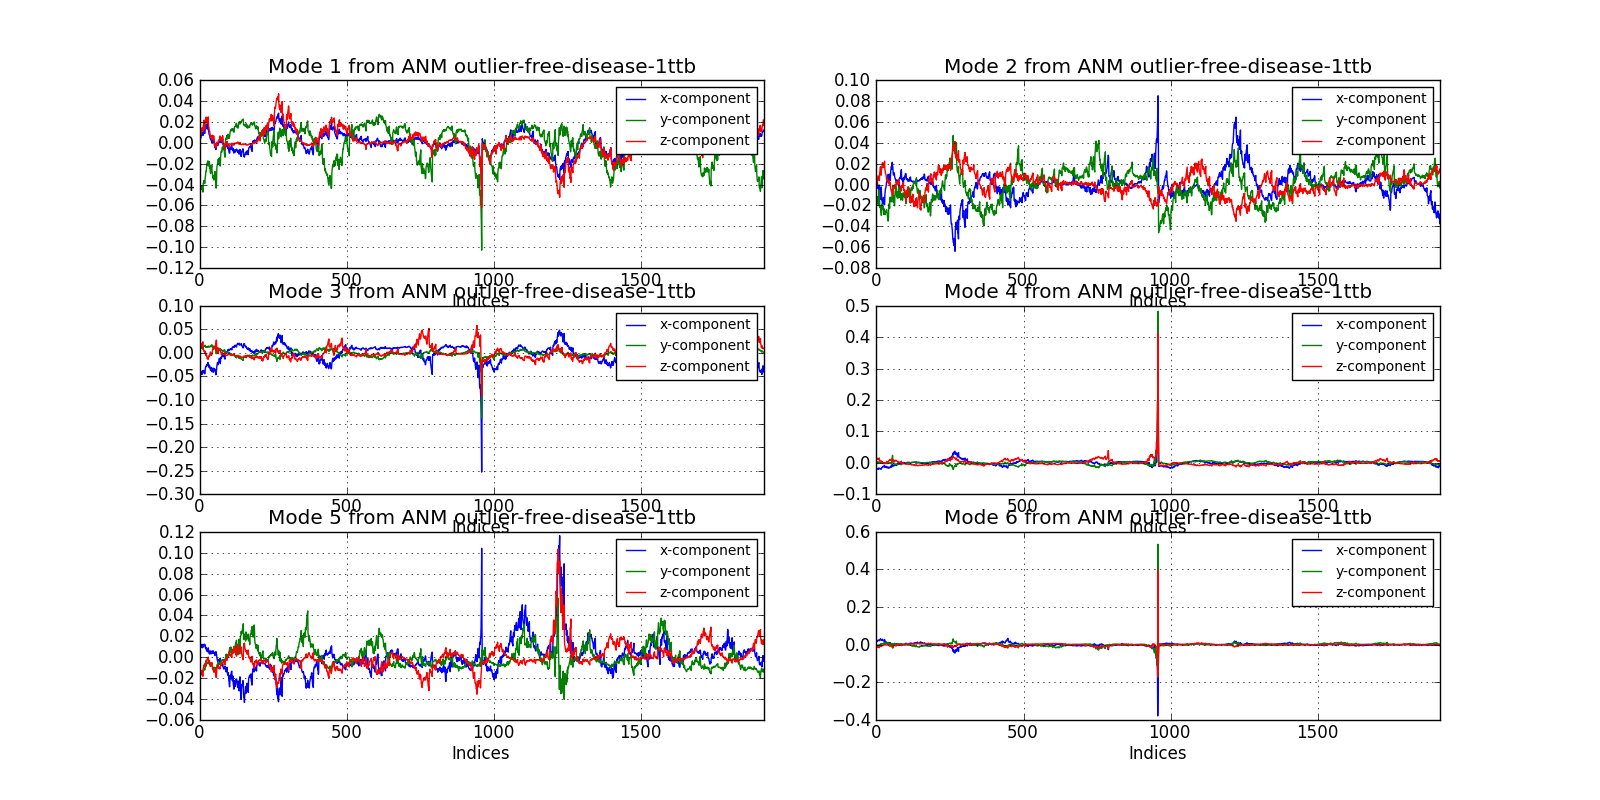 Mode 1 from ANM outlier-free-disease-1ttb
0.06
0.04
0.02
0.00
−0.02
−0.04
−0.06
−0.08
−0.10
−0.12
0
500
1000
1500
Indices
x-component
y-component
z-component
Mode 2 from ANM outlier-free-disease-1ttb
0.10
0.08
0.06
0.04
0.02
0.00
−0.02
−0.04
−0.06
−0.08
0
500
1000
1500
Indices
x-component
y-component
z-component
Mode 3 from ANM outlier-free-disease-1ttb
0.10
0.05
0.00
−0.05
−0.10
−0.15
−0.20
−0.25
−0.30
0
500
1000
1500
Indices
x-component
y-component
z-component
Mode 4 from ANM outlier-free-disease-1ttb
0.5
0.4
0.3
0.2
0.1
0.0
−0.1
0
500
1000
1500
Indices
x-component
y-component
z-component
Mode 5 from ANM outlier-free-disease-1ttb
0.12
0.10
0.08
0.06
0.04
0.02
0.00
−0.02
−0.04
−0.06
0
500
1000
1500
Indices
x-component
y-component
z-component
Mode 6 from ANM outlier-free-disease-1ttb
0.6
0.4
0.2
0.0
−0.2
−0.4
0
500
1000
1500
Indices
x-component
y-component
z-component